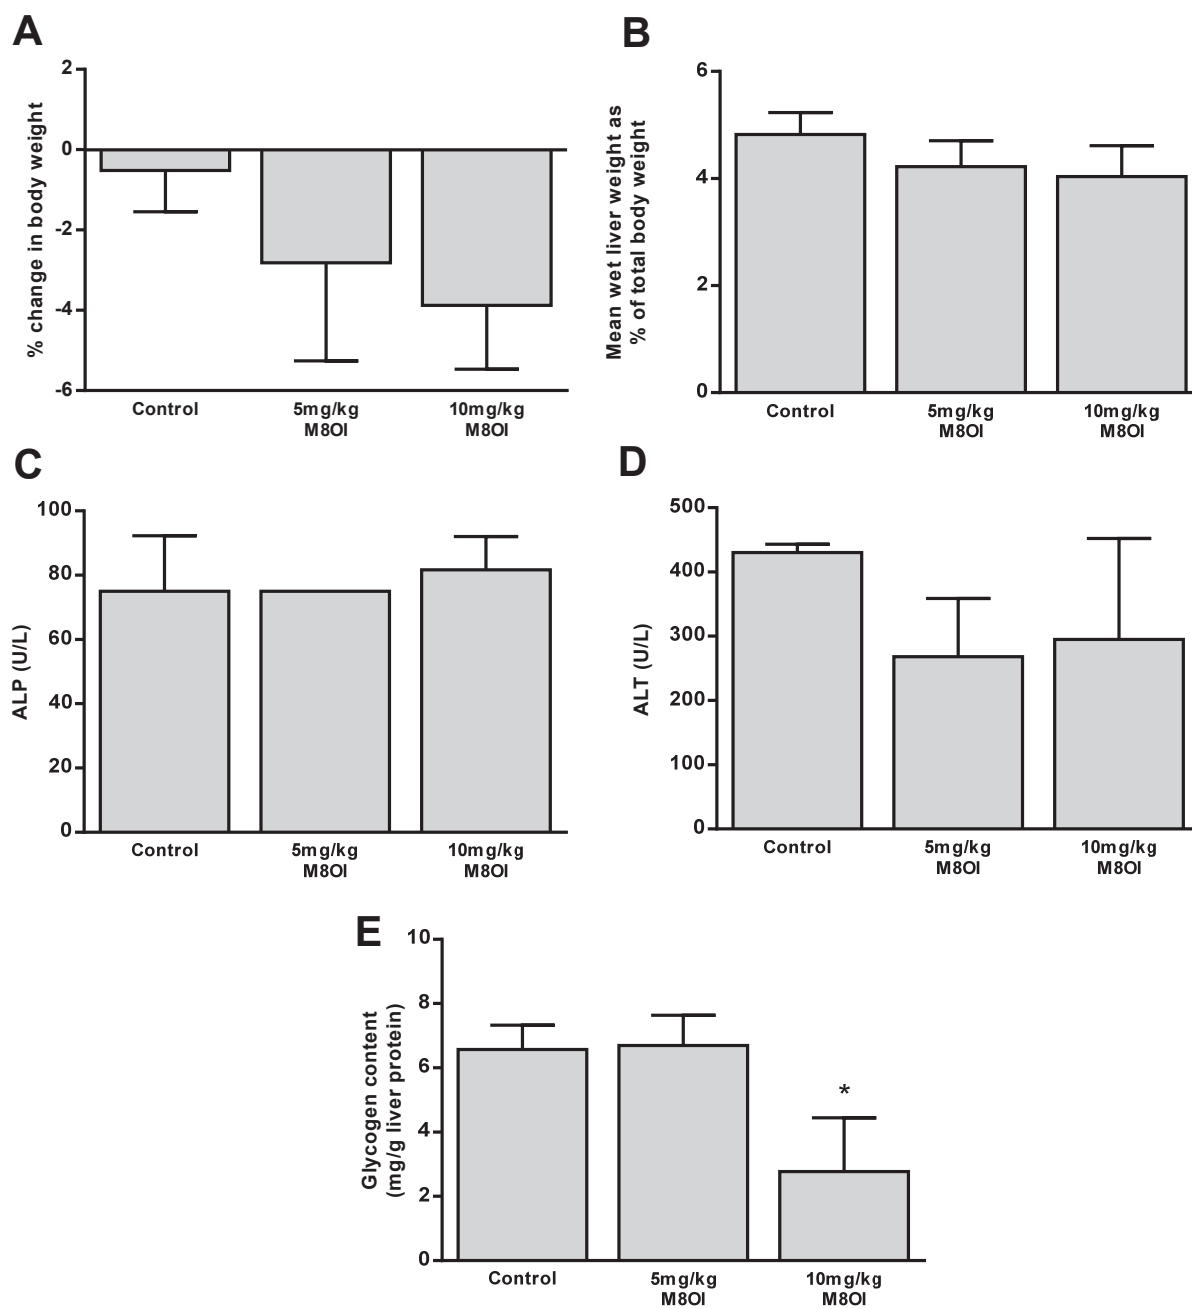 A
2
0
-2
-4
-6
% change in body weight
Control
5mg/kg
M8OI
10mg/kg
M8OI
B
6
4
2
0
Mean wet liver weight as
% of total body weight
Control
5mg/kg
M8OI
10mg/kg
M8OI
C
100
80
60
40
20
0
ALP (U/L)
Control
5mg/kg
M8OI
10mg/kg
M8OI
D
500
400
300
200
100
0
ALT (U/L)
Control
5mg/kg
M8OI
10mg/kg
M8OI
E
10
8
6
4
2
0
Glycogen content
(mg/g liver protein)
*
Control
5mg/kg
M8OI
10mg/kg
M8OI